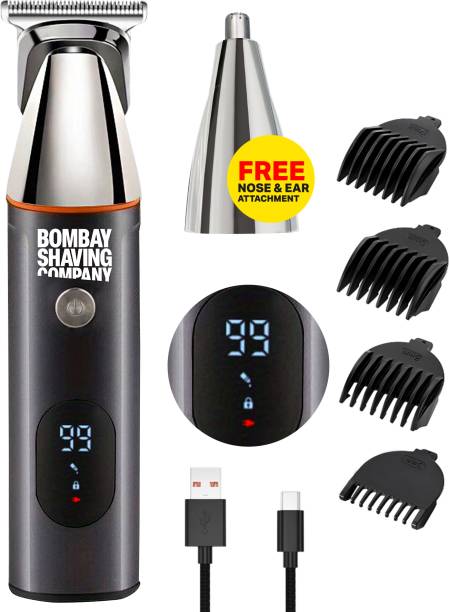 BOMBAY
SHAVING
COMPANY
99
FREE
NOSE & EAR
ATTACHMENT
99